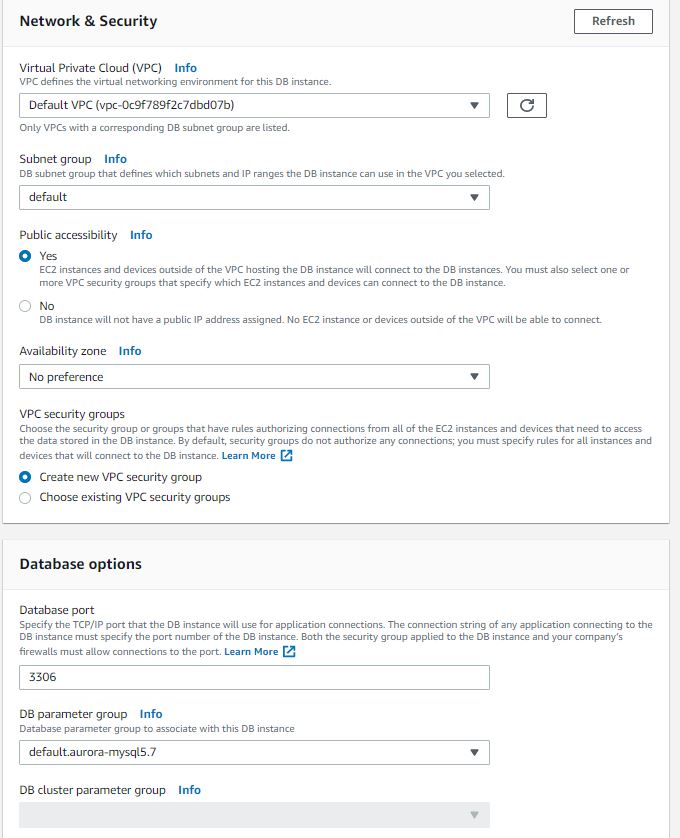 Network & Security
Refresh
Virtual Private Cloud (VPC) Info
VPC defines the virtual networking environment for this DB instance.
Default VPC (vpc-0c9f789f2c7dbd07b)
Only VPCs with a corresponding DB subnet group are listed.
Subnet group Info
DB subnet group that defines which subnets and IP ranges the DB instance can use in the VPC you selected.
default
Public accessibility Info
Yes
EC2 instances and devices outside of the VPC hosting the DB instance will connect to the DB instances. You must also select one or
more VPC security groups that specify which EC2 instances and devices can connect to the DB instance.
No
DB instance will not have a public IP address assigned. No EC2 instance or devices outside of the VPC will be able to connect.
Availability zone Info
No preference
VPC security groups
Choose the security group or groups that have rules authorizing connections from all of the EC2 instances and devices that need to access
the data stored in the DB instance. By default, security groups do not authorize any connections; you must specify rules for all instances and
devices that will connect to the DB instance. Learn More
Create new VPC security group
Choose existing VPC security groups
Database options
Database port
Specify the TCP/IP port that the DB instance will use for application connections. The connection string of any application connecting to the
DB instance must specify the port number of the DB instance. Both the security group applied to the DB instance and your company's
firewalls must allow connections to the port. Learn More
3306
DB parameter group Info
Database parameter group to associate with this DB instance
default.aurora-mysql5.7
DB cluster parameter group Info